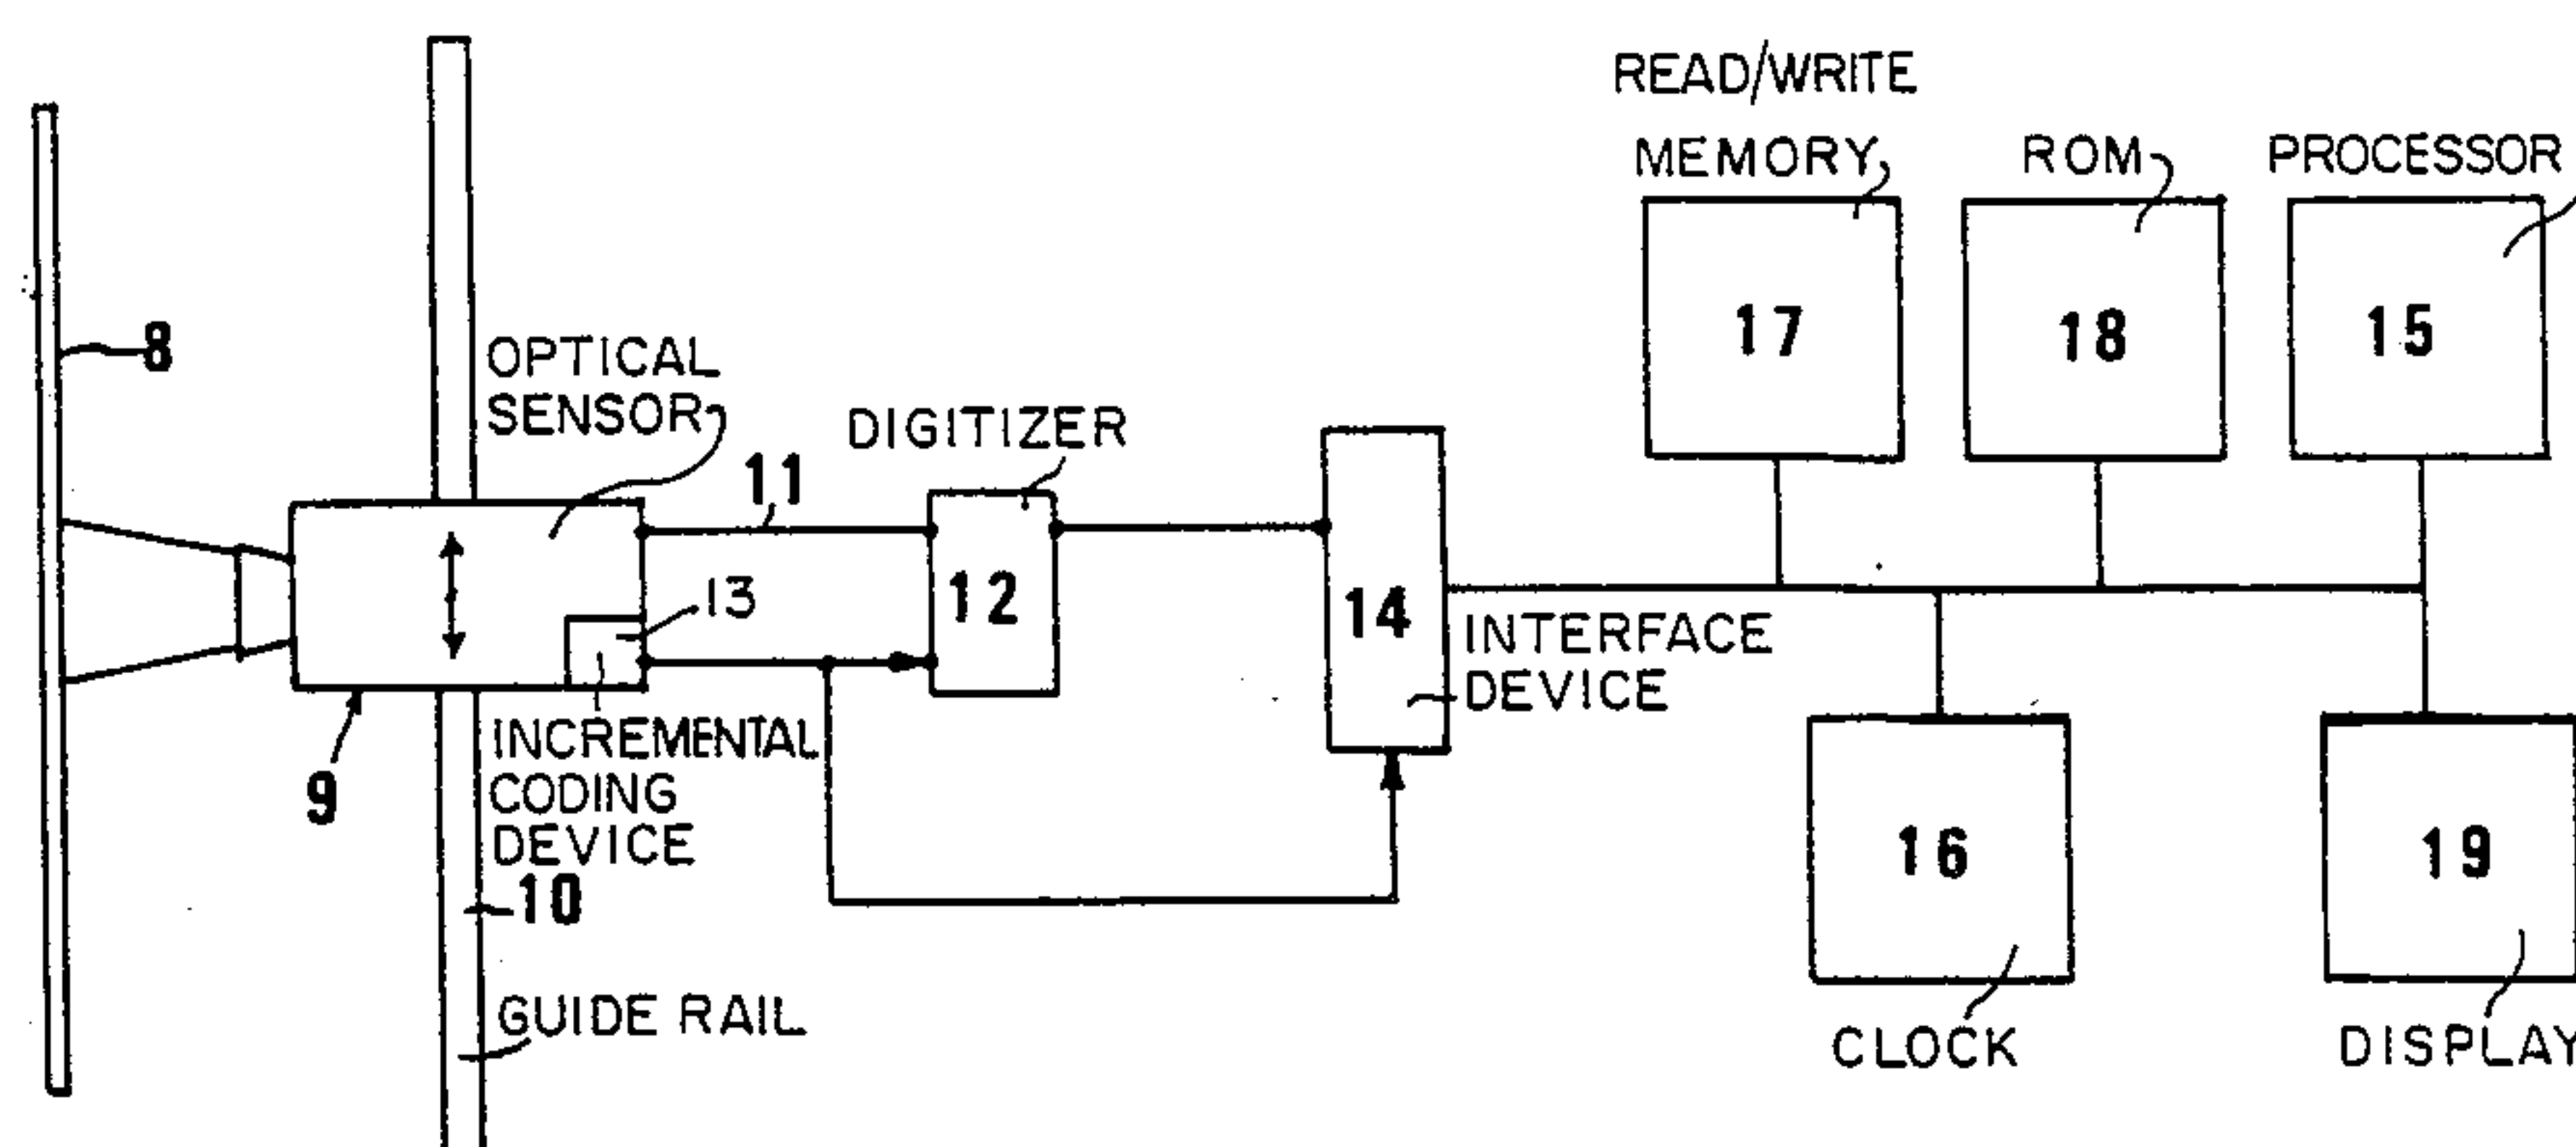 READ/WRITE
MEMORY
ROM
PROCESSOR
17
18
15
8
OPTICAL
SENSOR
11
DIGITIZER
12
13
14
INTERFACE
DEVICE
9
INCREMENTAL
CODING
DEVICE
10
GUIDE RAIL
16
19
CLOCK
DISPLAY